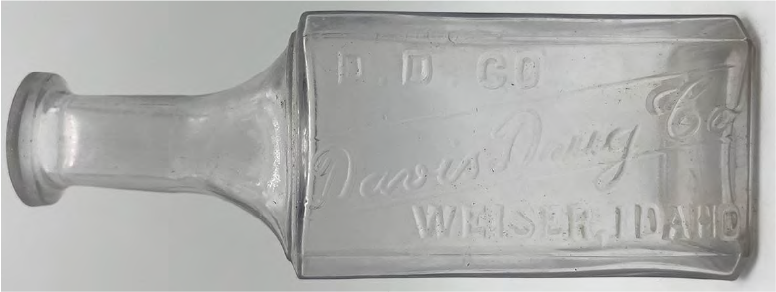 D. D. CO
Davis Drug Co
WEISER, IDAHO